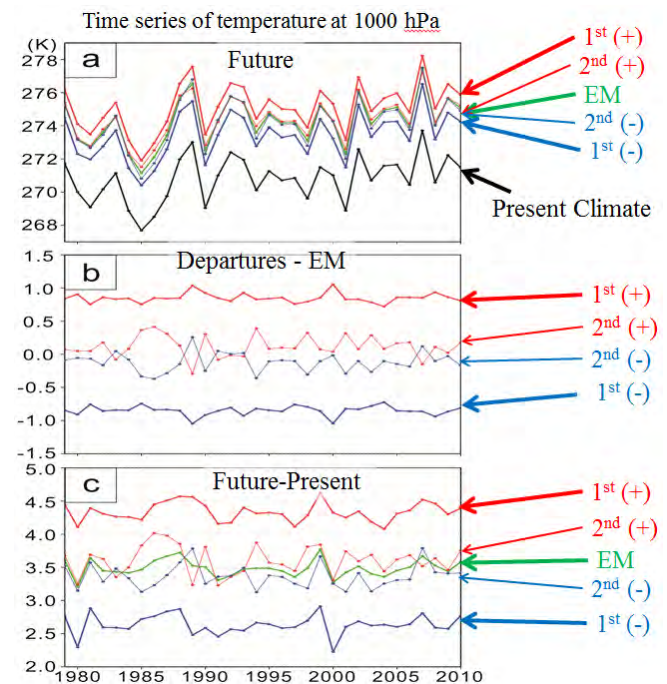 Time series of temperature at 1000 hPa
(K)
a
Future
278
276
274
272
270
268
1st (+)
2nd (+)
EM
2nd (-)
1st (-)
Present Climate
b
Departures - EM
1.5
1.0
0.5
0.0
-0.5
-1.0
-1.5
1st (+)
2nd (+)
2nd (-)
1st (-)
c
Future-Present
5.0
4.5
4.0
3.5
3.0
2.5
2.0
1st (+)
2nd (+)
EM
2nd (-)
1st (-)
1980 1985 1990 1995 2000 2005 2010